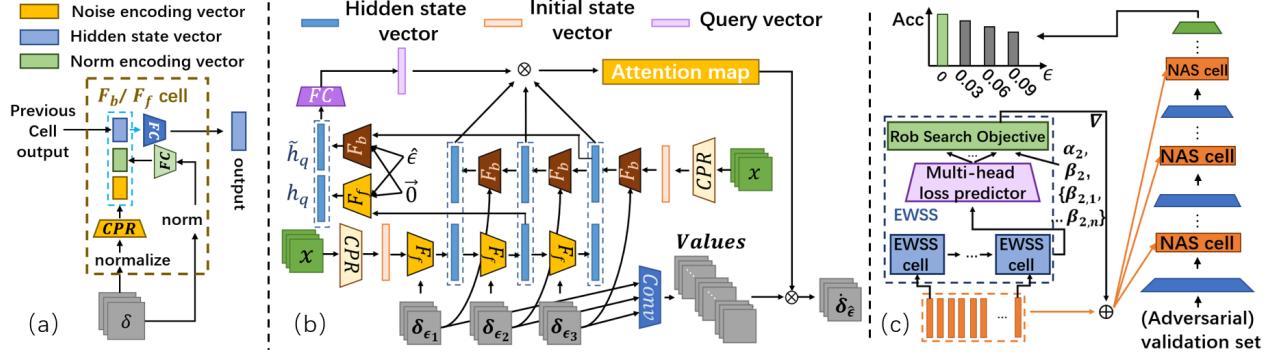 Noise encoding vector
Hidden state vector
Norm encoding vector
F_b/ F_f cell
Previous
Cell
output
FC
FC
output
CPR
norm
normalize
δ
(a)
Hidden state
vector
Initial state
vector
Query vector
FC
⊗
Attention map
h̃_q
F_b
ε̂
h_q
F_f
0⃗
F_b
F_b
F_b
CPR
x
x
CPR
F_f
F_f
F_f
Values
Conv
δ_ϵ1
δ_ϵ2
δ_ϵ3
⊗
δ̇_ε̂
(b)
Acc
ϵ
0
0.03
0.06
0.09
Rob Search Objective
∇
...
Multi-head
loss predictor
α_2,
β_2,
{β_2,1,
..β_2,n}
EWSS
EWSS
cell
...
EWSS
cell
...
⊕
(c)
...
NAS cell
...
NAS cell
...
NAS cell
(Adversarial)
validation set